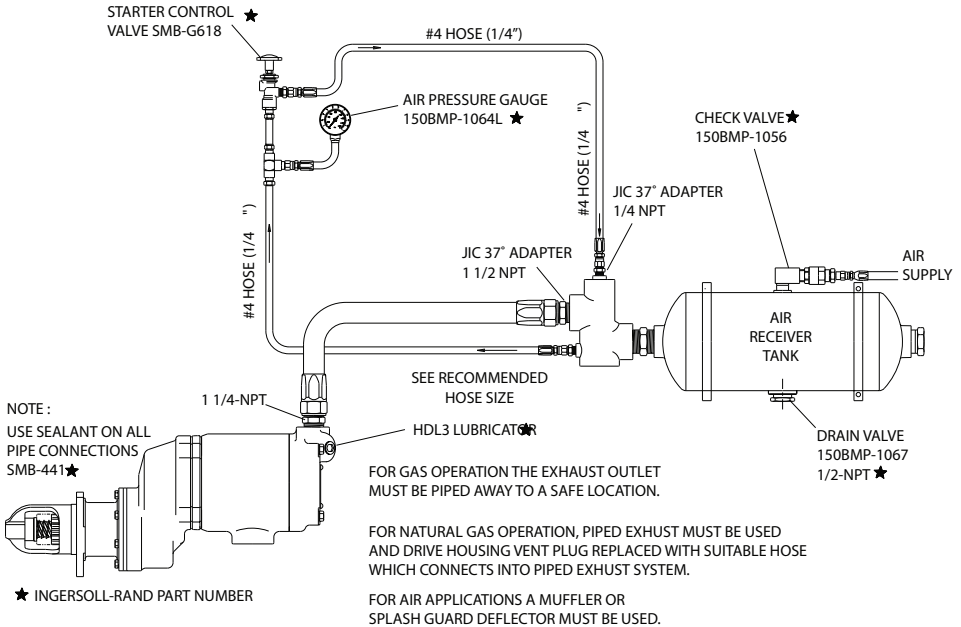 STARTER CONTROL ★
VALVE SMB-G618
#4 HOSE (1/4")
AIR PRESSURE GAUGE
150BMP-1064L ★
CHECK VALVE★
150BMP-1056
#4 HOSE (1/4 ")
JIC 37° ADAPTER
1/4 NPT
#4 HOSE (1/4 ")
JIC 37° ADAPTER
1 1/2 NPT
AIR
SUPPLY
AIR
RECEIVER
TANK
SEE RECOMMENDED
HOSE SIZE
1 1/4-NPT
HDL3 LUBRICATOR★
NOTE :
USE SEALANT ON ALL
PIPE CONNECTIONS
SMB-441★
DRAIN VALVE
150BMP-1067
1/2-NPT ★
FOR GAS OPERATION THE EXHAUST OUTLET
MUST BE PIPED AWAY TO A SAFE LOCATION.
FOR NATURAL GAS OPERATION, PIPED EXHUST MUST BE USED
AND DRIVE HOUSING VENT PLUG REPLACED WITH SUITABLE HOSE
WHICH CONNECTS INTO PIPED EXHUST SYSTEM.
★ INGERSOLL-RAND PART NUMBER
FOR AIR APPLICATIONS A MUFFLER OR
SPLASH GUARD DEFLECTOR MUST BE USED.